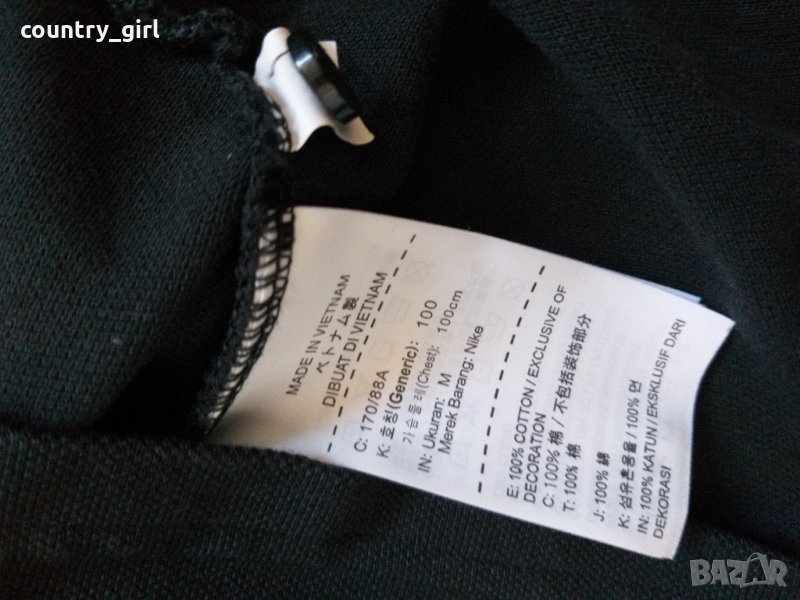 country_girl
MADE IN VIETNAM
ベトナム製
DIBUAT DI VIETNAM
C: 170/88A
K: 호칭(Generic): 100
가슴둘레(Chest): 100cm
IN: Ukuran: M
Merek Barang: Nike
E: 100% COTTON / EXCLUSIVE OF
DECORATION
C: 100% 棉 / 不包括装饰部分
T: 100% 棉
J: 100% 綿
K: 섬유혼용율 / 100% 면
IN: 100% KATUN / EKSKLUSIF DARI
DEKORASI
BAZAR